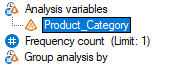 Analysis variables
Product_Category
Frequency count (Limit: 1)
Group analysis by